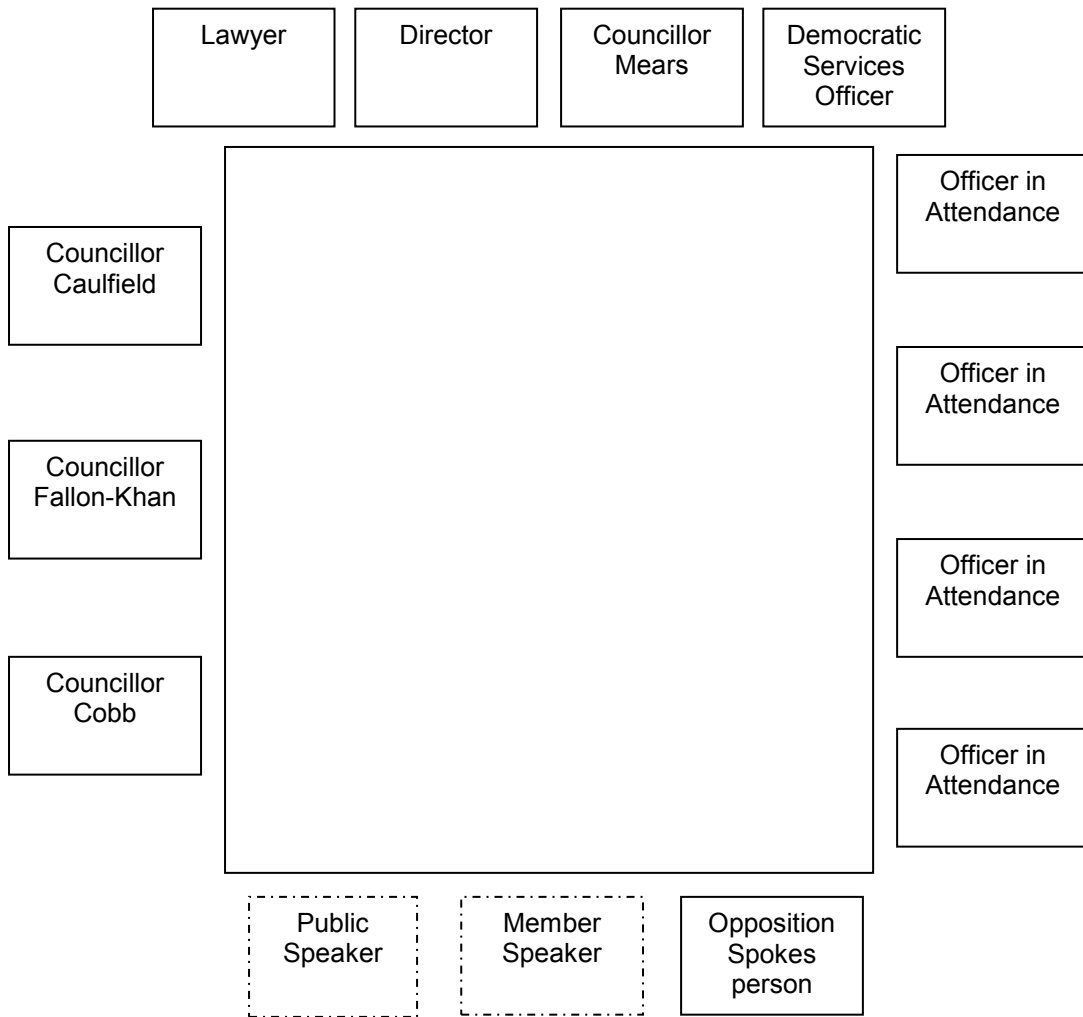 Lawyer
Director
Councillor
Mears
Democratic
Services
Officer
Officer in
Attendance
Councillor
Caulfield
Officer in
Attendance
Councillor
Fallon-Khan
Officer in
Attendance
Councillor
Cobb
Officer in
Attendance
Public
Speaker
Member
Speaker
Opposition
Spokes
person